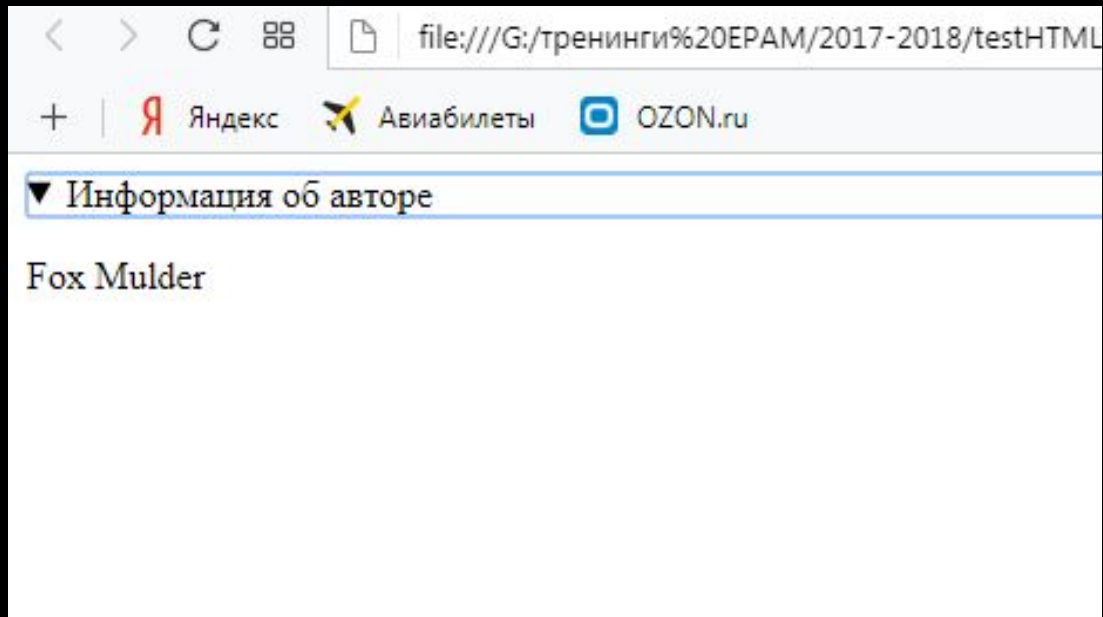 file:///G:/тренинги%20EPAM/2017-2018/testHTML
Яндекс Авиабилеты OZON.ru
Информация об авторе
Fox Mulder